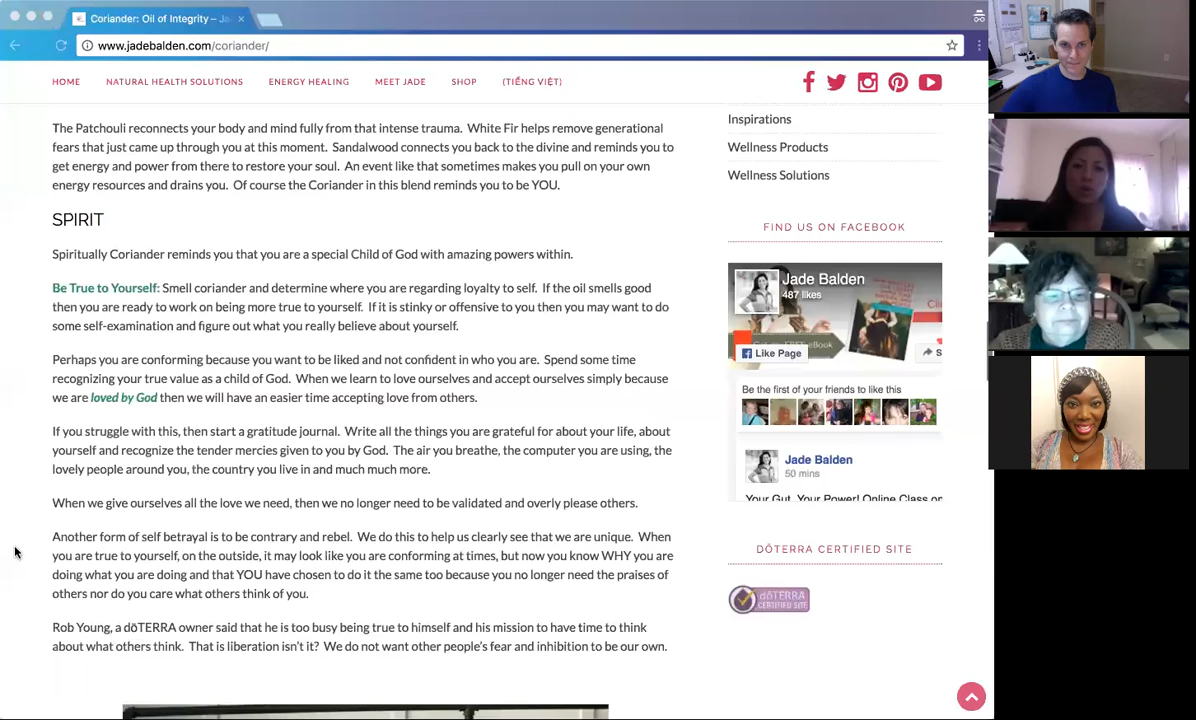 Coriander: Oil of Integrity – Ja
www.jadebalden.com/coriander/
HOME NATURAL HEALTH SOLUTIONS ENERGY HEALING MEET JADE SHOP (TIẾNG VIỆT)
The Patchouli reconnects your body and mind fully from that intense trauma. White Fir helps remove generational
fears that just came up through you at this moment. Sandalwood connects you back to the divine and reminds you to
get energy and power from there to restore your soul. An event like that sometimes makes you pull on your own
energy resources and drains you. Of course the Coriander in this blend reminds you to be YOU.
SPIRIT
Spiritually Coriander reminds you that you are a special Child of God with amazing powers within.
Be True to Yourself: Smell coriander and determine where you are regarding loyalty to self. If the oil smells good
then you are ready to work on being more true to yourself. If it is stinky or offensive to you then you may want to do
some self-examination and figure out what you really believe about yourself.
Perhaps you are conforming because you want to be liked and not confident in who you are. Spend some time
recognizing your true value as a child of God. When we learn to love ourselves and accept ourselves simply because
we are loved by God then we will have an easier time accepting love from others.
If you struggle with this, then start a gratitude journal. Write all the things you are grateful for about your life, about
yourself and recognize the tender mercies given to you by God. The air you breathe, the computer you are using, the
lovely people around you, the country you live in and much much more.
When we give ourselves all the love we need, then we no longer need to be validated and overly please others.
Another form of self betrayal is to be contrary and rebel. We do this to help us clearly see that we are unique. When
you are true to yourself, on the outside, it may look like you are conforming at times, but now you know WHY you are
doing what you are doing and that YOU have chosen to do it the same too because you no longer need the praises of
others nor do you care what others think of you.
Rob Young, a dōTERRA owner said that he is too busy being true to himself and his mission to have time to think
about what others think. That is liberation isn't it? We do not want other people's fear and inhibition to be our own.
Inspirations
Wellness Products
Wellness Solutions
FIND US ON FACEBOOK
Jade Balden
487 likes
Like Page
S
Be the first of your friends to like this
Jade Balden
50 mins
Your Gut, Your Power! Online Class on
DŌTERRA CERTIFIED SITE
dōTERRA
CERTIFIED SITE